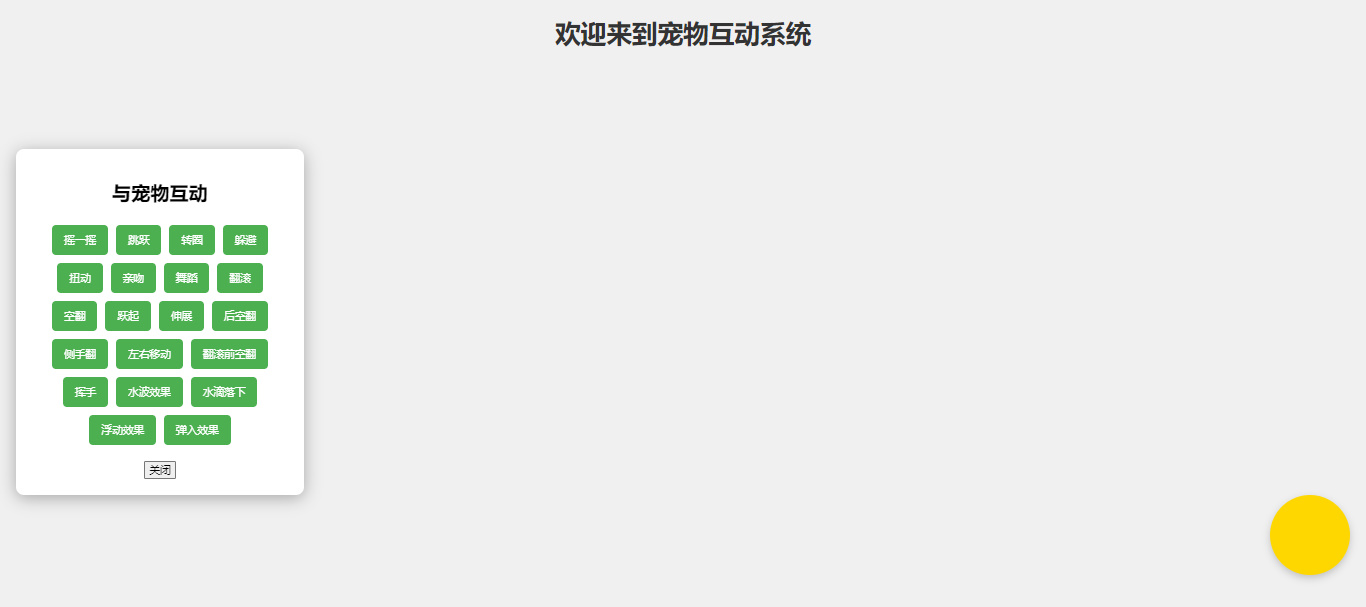 欢迎来到宠物互动系统
与宠物互动
摇一摇 跳跃 转圈 躲避
扭动 亲吻 舞蹈 翻滚
空翻 跃起 伸展 后空翻
侧手翻 左右移动 翻滚前空翻
挥手 水波效果 水滴落下
浮动效果 弹入效果
关闭